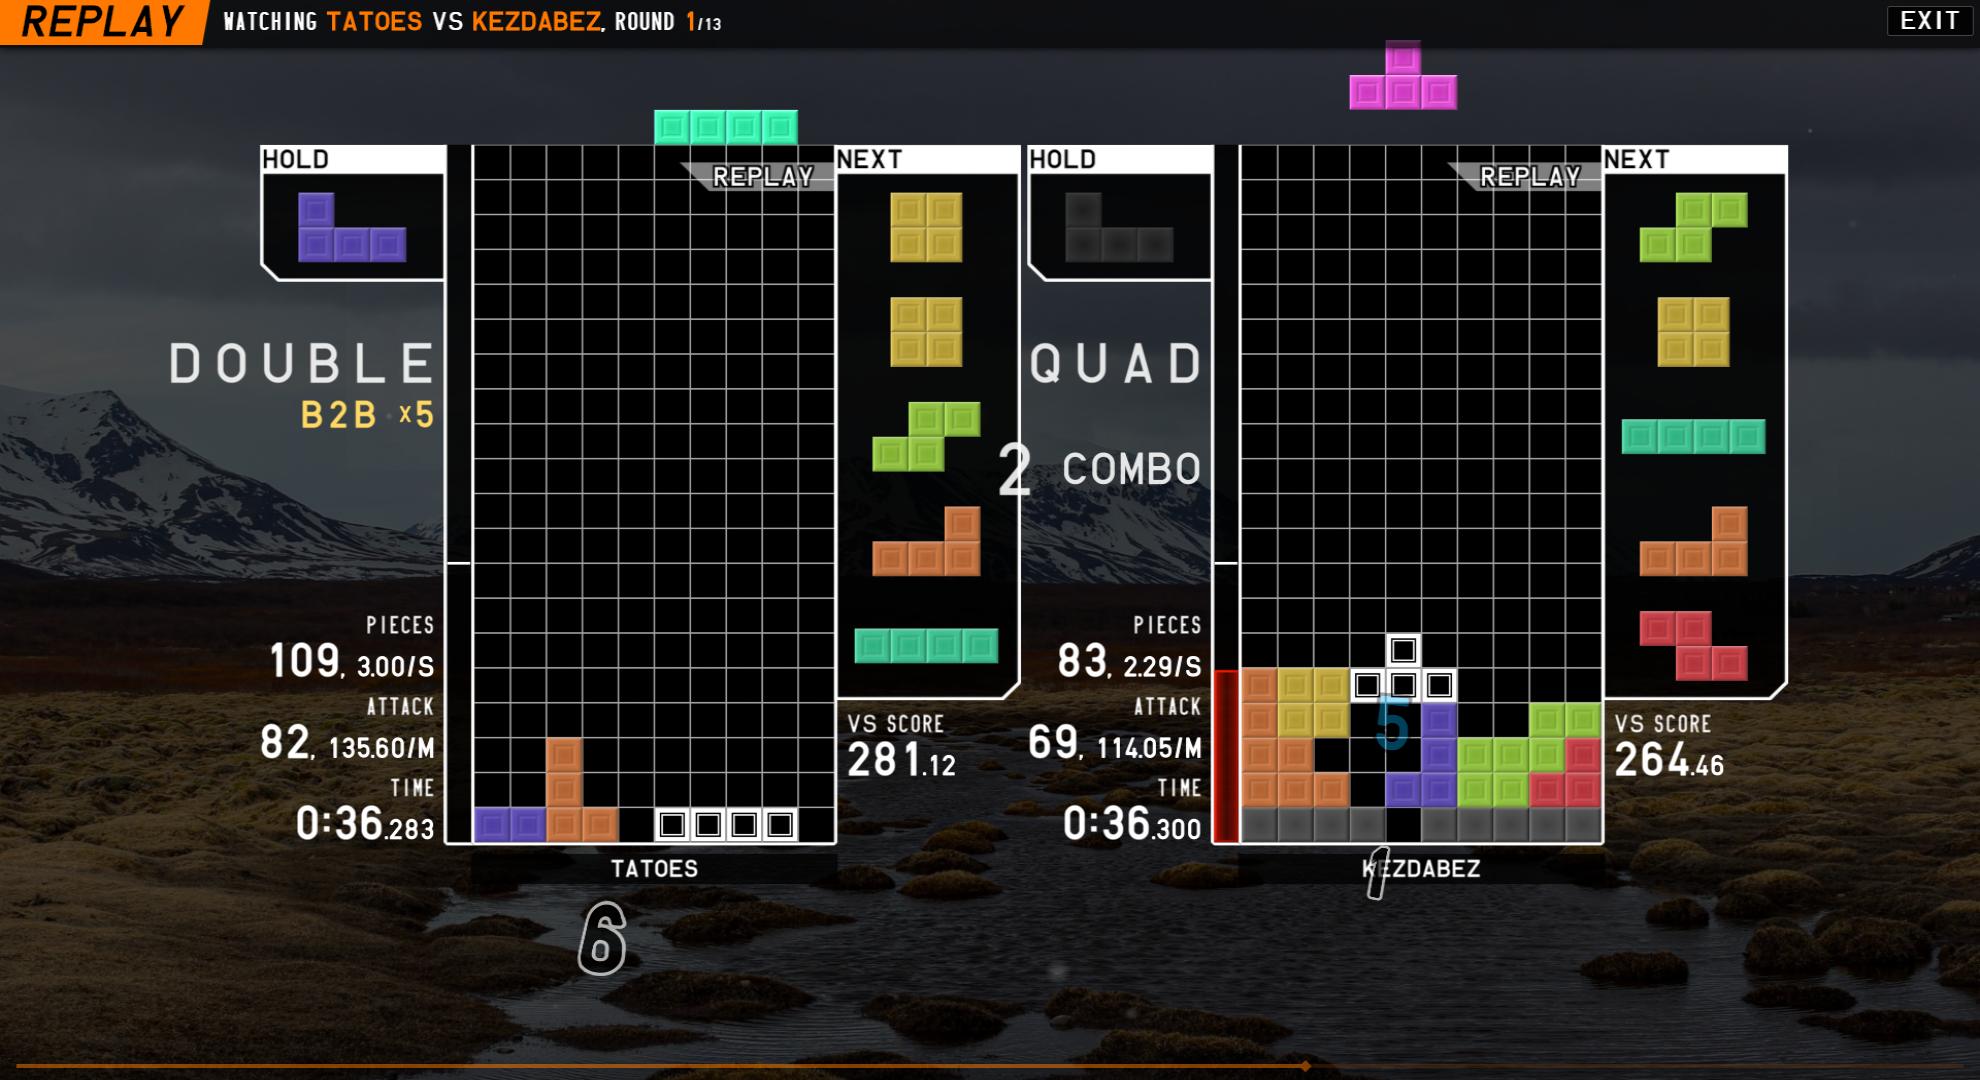 REPLAY WATCHING TATOES VS KEZDABEZ, ROUND 1/13 EXIT
HOLD
REPLAY
NEXT
DOUBLE
B2B ×5
PIECES
109, 3.00/S
ATTACK
82, 135.60/M
TIME
0:36.283
VS SCORE
281.12
TATOES
6
HOLD
REPLAY
NEXT
QUAD
2 COMBO
PIECES
83, 2.29/S
ATTACK
69, 114.05/M
TIME
0:36.300
5
VS SCORE
264.46
KEZDABEZ
1